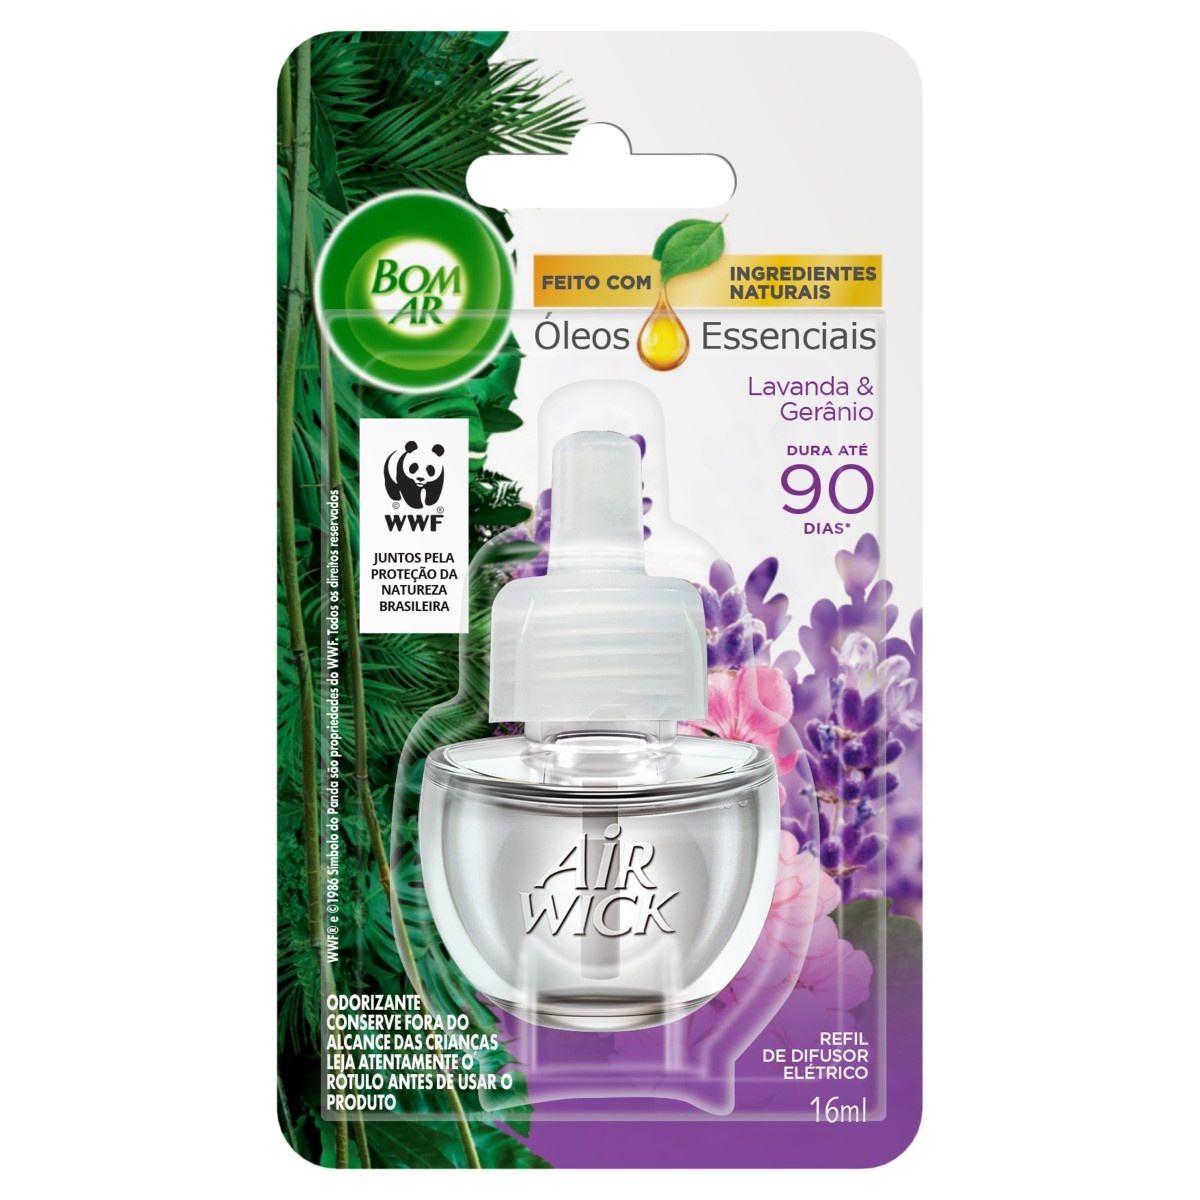 BOM
AR
FEITO COM
INGREDIENTES
NATURAIS
Óleos Essenciais
Lavanda &
Gerânio
DURA ATÉ
90
DIAS*
© ®
WWF
JUNTOS PELA
PROTEÇÃO DA
NATUREZA
BRASILEIRA
WWF® e ©1986 Símbolo do Panda são propriedades do WWF. Todos os direitos reservados
AiR
WICK
ODORIZANTE
CONSERVE FORA DO
ALCANCE DAS CRIANÇAS
LEIA ATENTAMENTE O
RÓTULO ANTES DE USAR O
PRODUTO
REFIL
DE DIFUSOR
ELÉTRICO
16ml